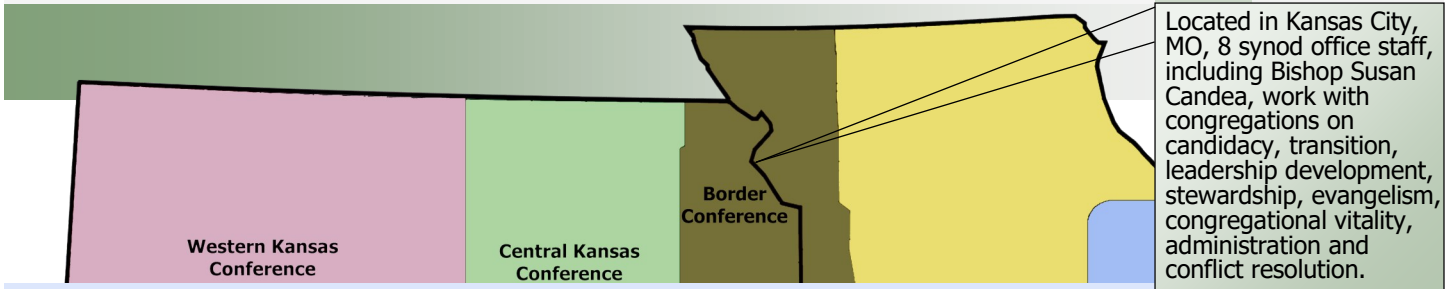 Located in Kansas City,
MO, 8 synod office staff,
including Bishop Susan
Candea, work with
congregations on
candidacy, transition,
leadership development,
stewardship, evangelism,
congregational vitality,
administration and
conflict resolution.
Border
Conference
Western Kansas
Conference
Central Kansas
Conference